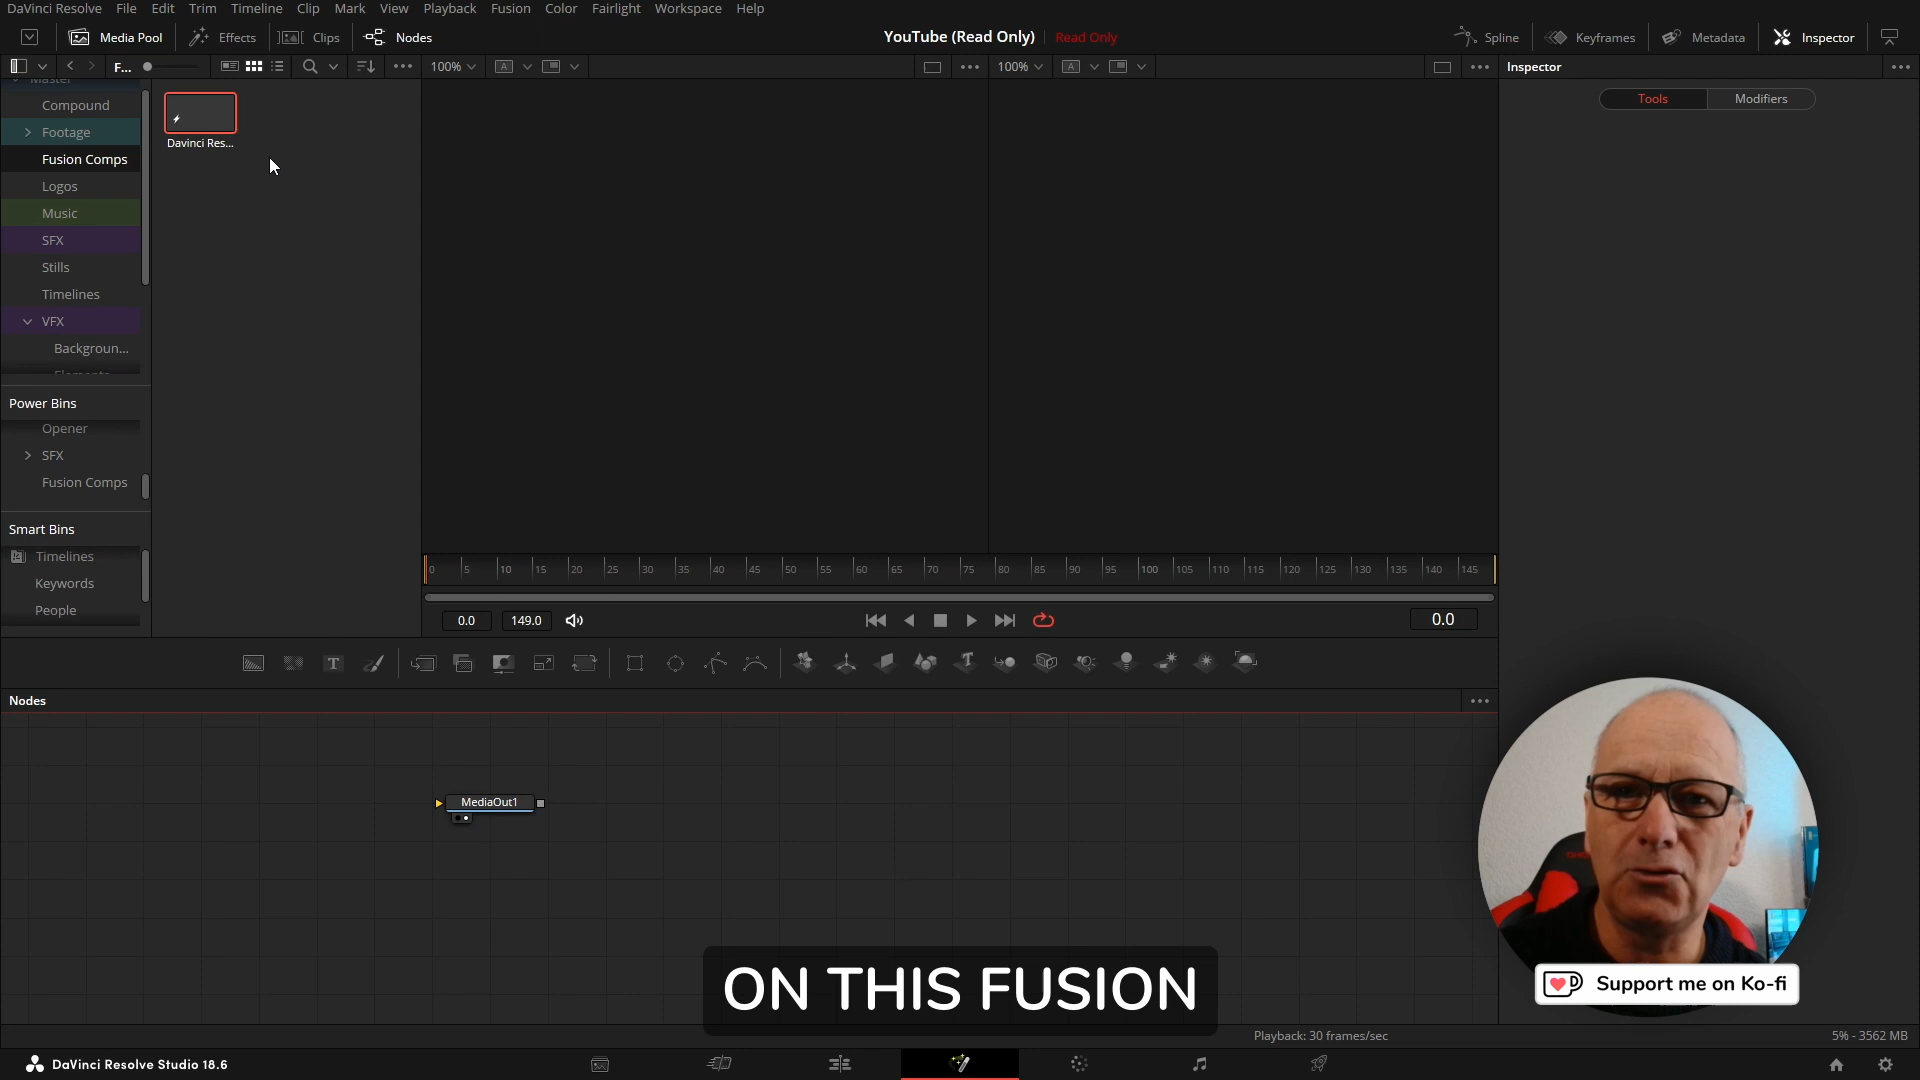 DaVinci Resolve File Edit Trim Timeline Clip Mark View Playback Fusion Color Fairlight Workspace Help
Media Pool Effects Clips Nodes YouTube (Read Only) Read Only Spline Keyframes Metadata Inspector
F... 100% A 100% A Inspector
Tools Modifiers
Master
Compound
Footage
Fusion Comps
Logos
Music
SFX
Stills
Timelines
VFX
Backgroun...
Elements
Davinci Res...
Power Bins
Opener
SFX
Fusion Comps
Smart Bins
Timelines
Keywords
People
0 5 10 15 20 25 30 35 40 45 50 55 60 65 70 75 80 85 90 95 100 105 110 115 120 125 130 135 140 145
0.0 149.0 0.0
T T
Nodes
MediaOut1
ON THIS FUSION
Support me on Ko-fi
Playback: 30 frames/sec 5% - 3562 MB
DaVinci Resolve Studio 18.6